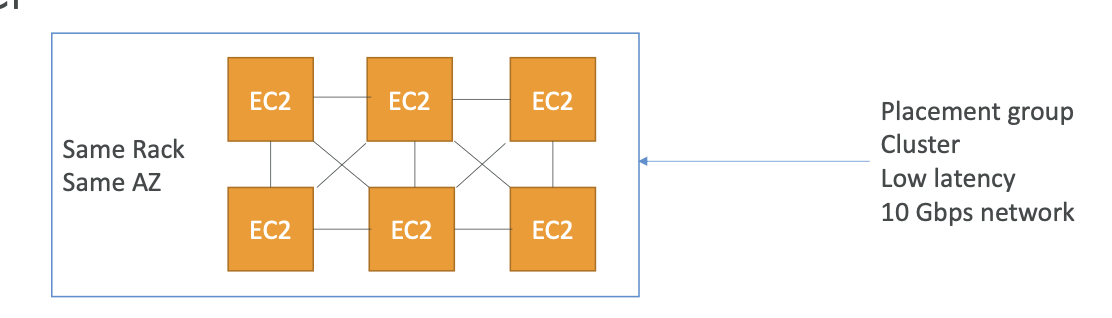 Same Rack
Same AZ
EC2
EC2
EC2
EC2
EC2
EC2
Placement group
Cluster
Low latency
10 Gbps network